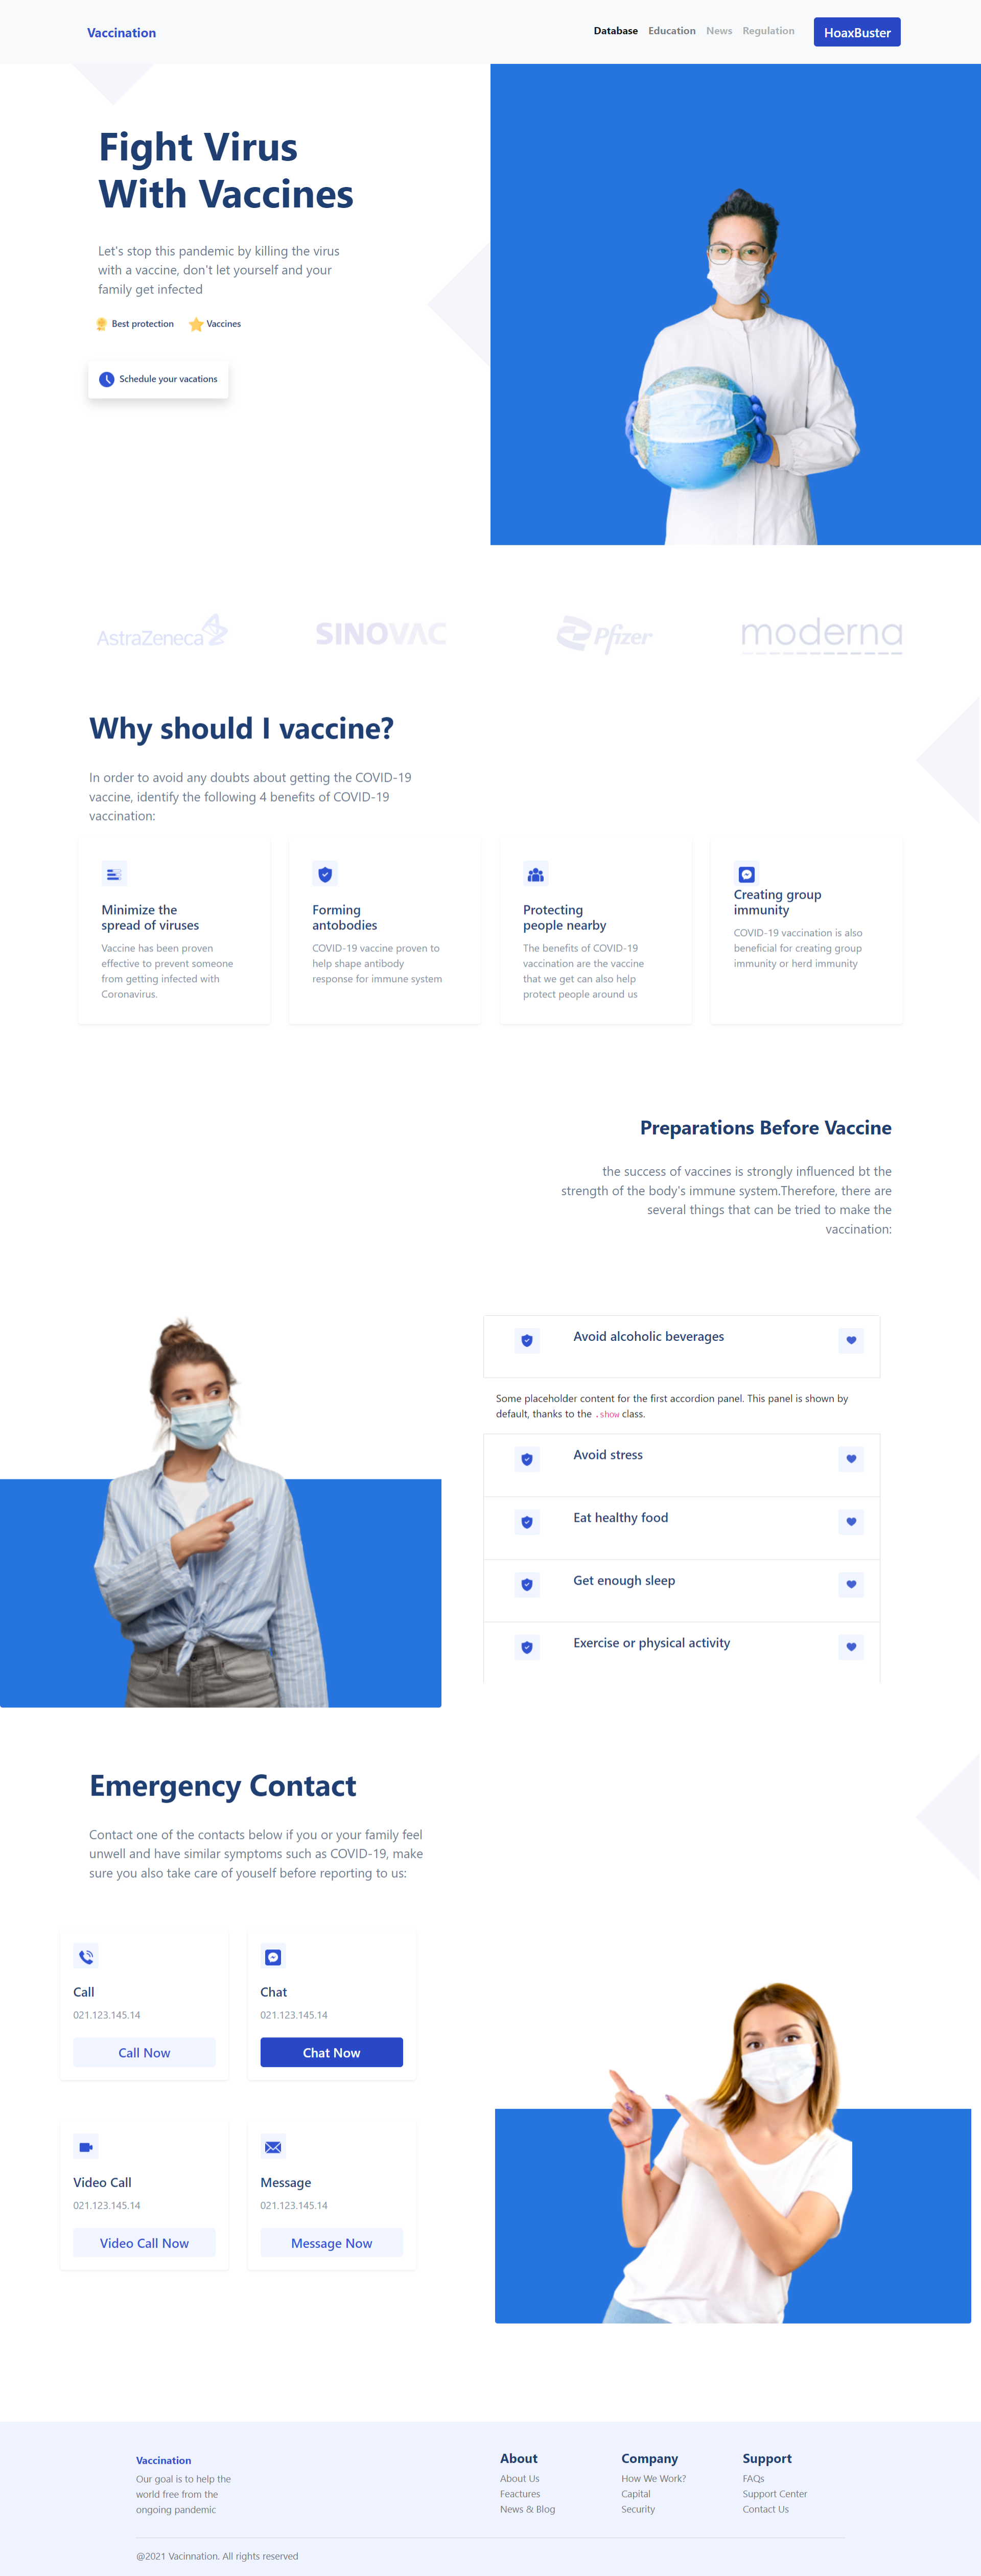 Vaccination
Database Education News Regulation HoaxBuster
Fight Virus
With Vaccines
Let's stop this pandemic by killing the virus
with a vaccine, don't let yourself and your
family get infected
Best protection Vaccines
Schedule your vacations
AstraZeneca SINOVAC Pfizer moderna
Why should I vaccine?
In order to avoid any doubts about getting the COVID-19
vaccine, identify the following 4 benefits of COVID-19
vaccination:
Minimize the
spread of viruses
Vaccine has been proven
effective to prevent someone
from getting infected with
Coronavirus.
Forming
antobodies
COVID-19 vaccine proven to
help shape antibody
response for immune system
Protecting
people nearby
The benefits of COVID-19
vaccination are the vaccine
that we get can also help
protect people around us
Creating group
immunity
COVID-19 vaccination is also
beneficial for creating group
immunity or herd immunity
Preparations Before Vaccine
the success of vaccines is strongly influenced bt the
strength of the body's immune system.Therefore, there are
several things that can be tried to make the
vaccination:
Avoid alcoholic beverages
Some placeholder content for the first accordion panel. This panel is shown by
default, thanks to the .show class.
Avoid stress
Eat healthy food
Get enough sleep
Exercise or physical activity
Emergency Contact
Contact one of the contacts below if you or your family feel
unwell and have similar symptoms such as COVID-19, make
sure you also take care of youself before reporting to us:
Call
021.123.145.14
Call Now
Chat
021.123.145.14
Chat Now
Video Call
021.123.145.14
Video Call Now
Message
021.123.145.14
Message Now
Vaccination
Our goal is to help the
world free from the
ongoing pandemic
About
About Us
Feactures
News & Blog
Company
How We Work?
Capital
Security
Support
FAQs
Support Center
Contact Us
@2021 Vacinnation. All rights reserved